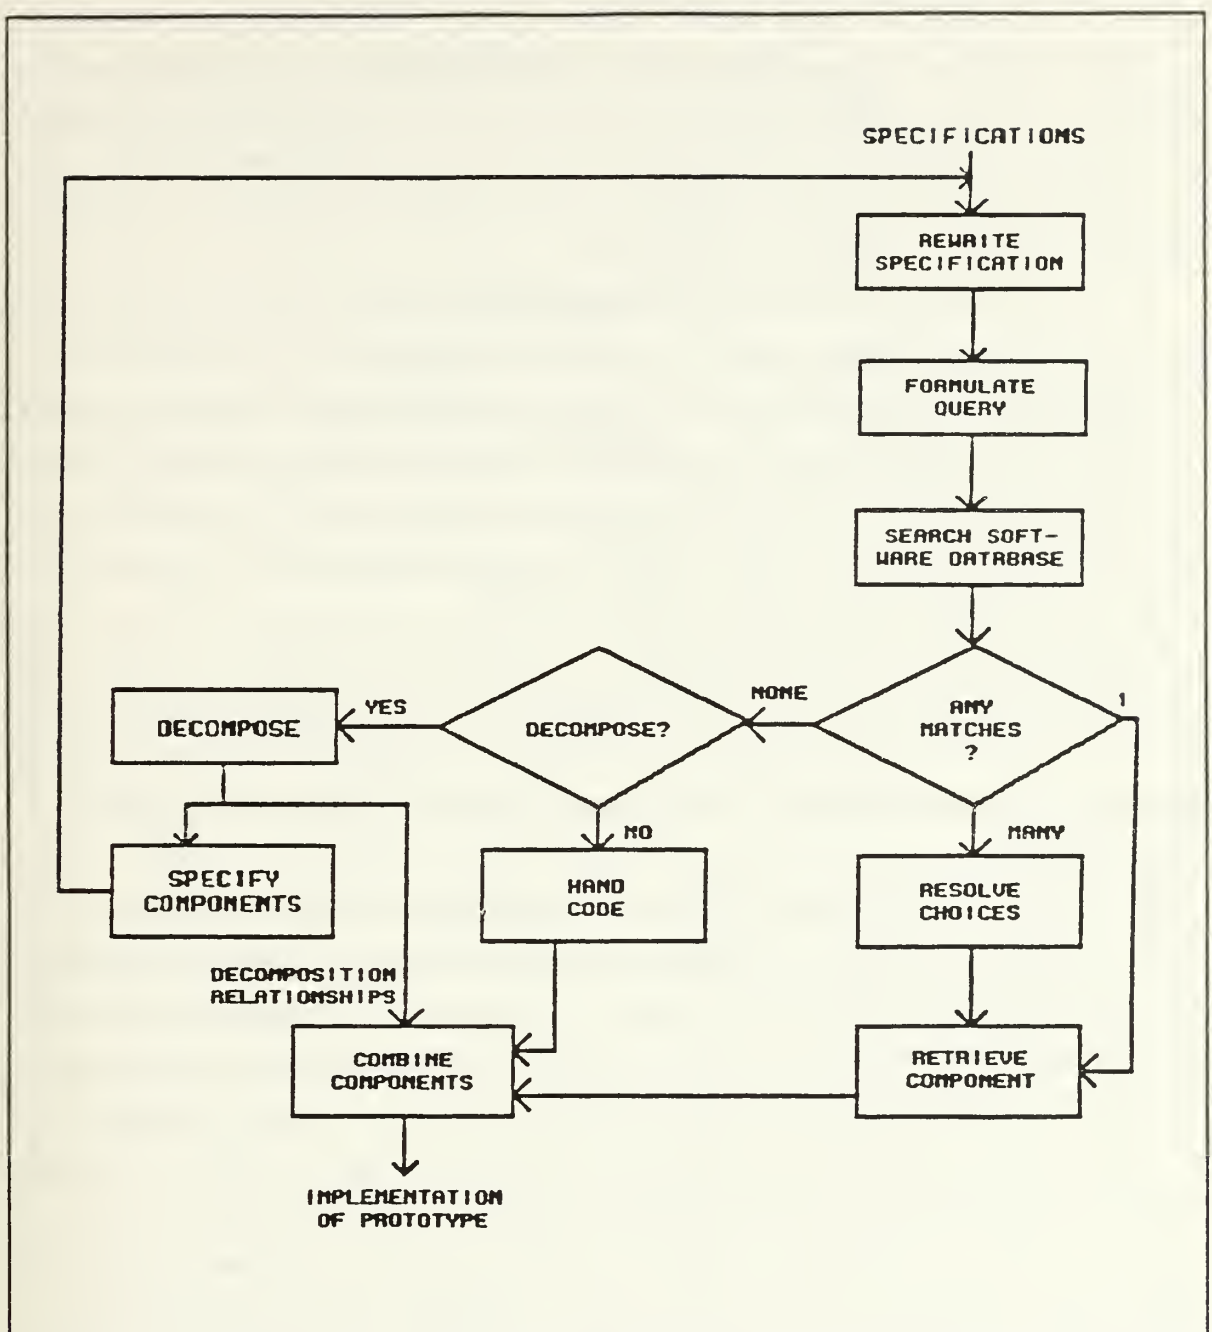 SPECIFICATIONS
REWRITE
SPECIFICATION
FORMULATE
QUERY
SEARCH SOFT-
WARE DATABASE
ANY
MATCHES
?
1
NONE
MANY
DECOMPOSE?
YES
NO
DECOMPOSE
SPECIFY
COMPONENTS
HAND
CODE
RESOLVE
CHOICES
DECOMPOSITION
RELATIONSHIPS
COMBINE
COMPONENTS
RETRIEVE
COMPONENT
IMPLEMENTATION
OF PROTOTYPE